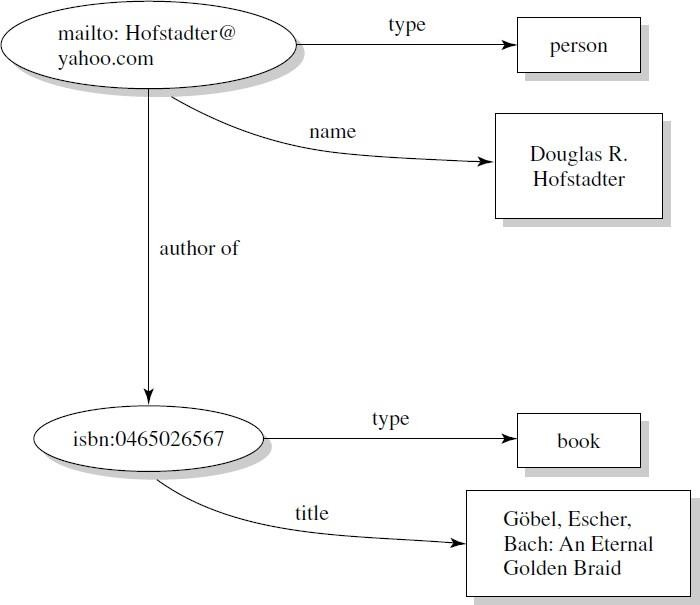 mailto: Hofstadter@
yahoo.com
type
person
name
Douglas R.
Hofstadter
author of
isbn:0465026567
type
book
title
Göbel, Escher,
Bach: An Eternal
Golden Braid